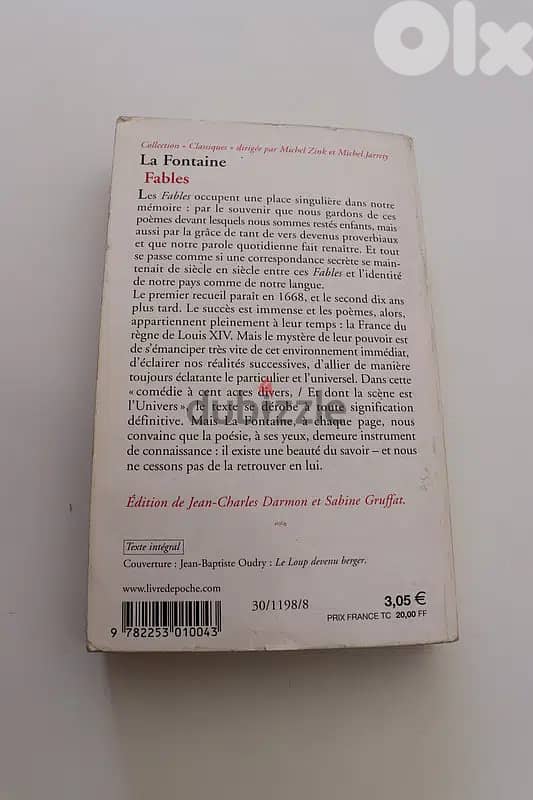 OLX
Collection « Classiques » dirigée par Michel Zink et Michel Jarrety
La Fontaine
Fables
Les Fables occupent une place singulière dans notre
mémoire : par le souvenir que nous gardons de ces
poèmes devant lesquels nous sommes restés enfants, mais
aussi par la grâce de tant de vers devenus proverbiaux
et que notre parole quotidienne fait renaître. Et tout
se passe comme si une correspondance secrète se main-
tenait de siècle en siècle entre ces Fables et l'identité
de notre pays comme de notre langue.
Le premier recueil paraît en 1668, et le second dix ans
plus tard. Le succès est immense et les poèmes, alors,
appartiennent pleinement à leur temps : la France du
règne de Louis XIV. Mais le mystère de leur pouvoir est
de s'émanciper très vite de cet environnement immédiat,
d'éclairer nos réalités successives, d'allier de manière
toujours éclatante le particulier et l'universel. Dans cette
« comédie à cent actes divers, / Et dont la scène est
l'Univers », le texte se dérobe à toute signification
définitive. Mais La Fontaine, à chaque page, nous
convainc que la poésie, à ses yeux, demeure instrument
de connaissance : il existe une beauté du savoir – et nous
ne cessons pas de la retrouver en lui.
dubizzle
Édition de Jean-Charles Darmon et Sabine Gruffat.
Texte intégral
Couverture : Jean-Baptiste Oudry : Le Loup devenu berger.
www.livredepoche.com
30/1198/8
3,05 €
PRIX FRANCE TC 20,00 FF
9 782253 010043